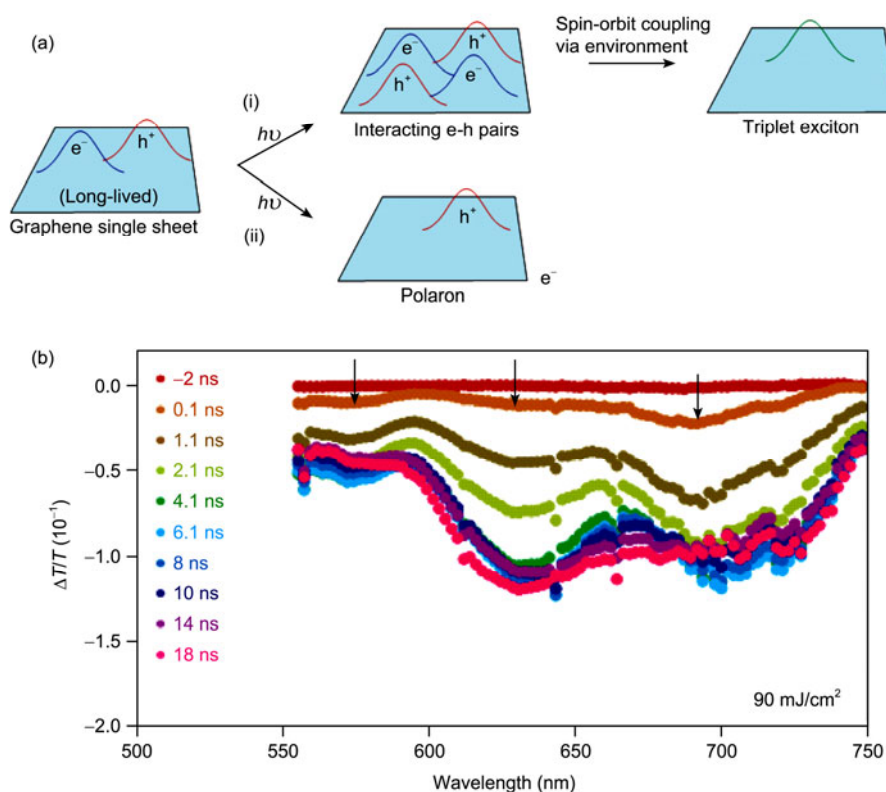 (a)
e⁻
h⁺
(Long-lived)
Graphene single sheet
(i)
hυ
hυ
(ii)
e⁻
h⁺
h⁺
e⁻
Interacting e-h pairs
Spin-orbit coupling
via environment
Triplet exciton
h⁺
e⁻
Polaron
(b)
ΔT/T (10⁻¹)
0.0
−0.5
−1.0
−1.5
−2.0
−2 ns
0.1 ns
1.1 ns
2.1 ns
4.1 ns
6.1 ns
8 ns
10 ns
14 ns
18 ns
90 mJ/cm²
500 550 600 650 700 750
Wavelength (nm)